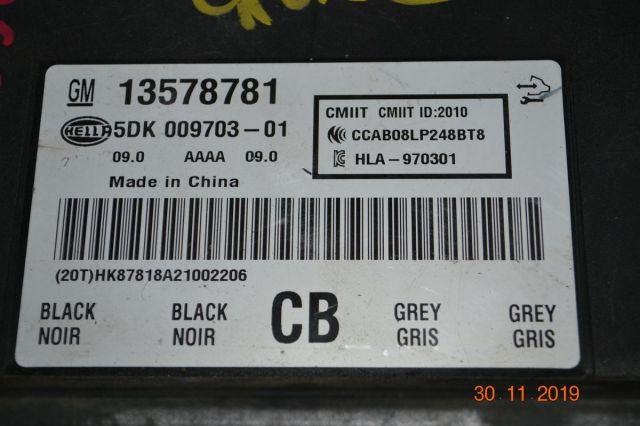 GM 13578781
HELLA 5DK 009703-01
09.0 AAAA 09.0
Made in China
CMIIT CMIIT ID:2010
CCAB08LP248BT8
HLA-970301
(20T)HK87818A21002206
BLACK NOIR
BLACK NOIR
CB
GREY GRIS
GREY GRIS
30 11 2019